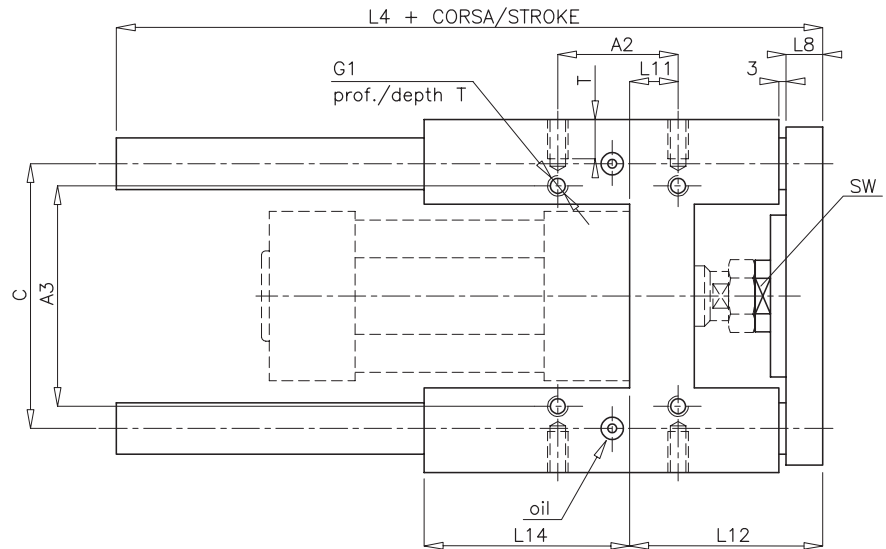 L4 + CORSA/STROKE
A2
L8
G1
prof./depth T
T
L11
3
SW
C
A3
oil
L14
L12